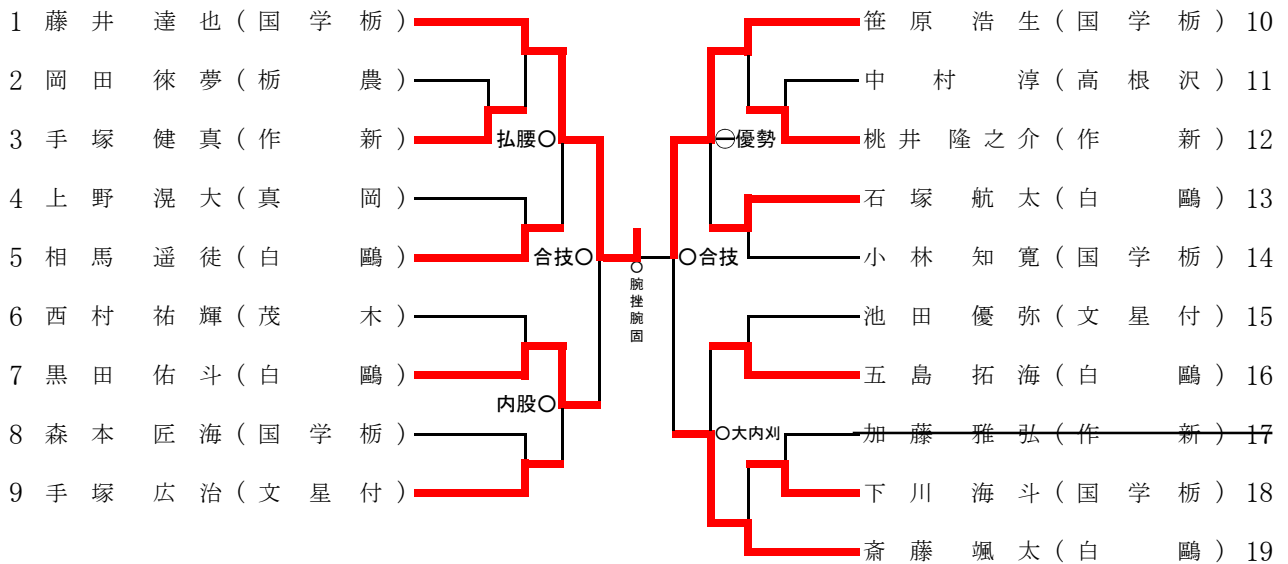 1 藤井達也(国学栃)
2 岡田徠夢(栃農)
3 手塚健真(作新)
4 上野滉大(真岡)
5 相馬遥徒(白鷗)
6 西村祐輝(茂木)
7 黒田佑斗(白鷗)
8 森本匠海(国学栃)
9 手塚広治(文星付)
払腰○
合技○
内股○
○腕挫腕固
㊀優勢
○合技
○大内刈
笹原浩生(国学栃) 10
中村淳(高根沢) 11
桃井隆之介(作新) 12
石塚航太(白鷗) 13
小林知寛(国学栃) 14
池田優弥(文星付) 15
五島拓海(白鷗) 16
加藤雅弘(作新) 17
下川海斗(国学栃) 18
斎藤颯太(白鷗) 19